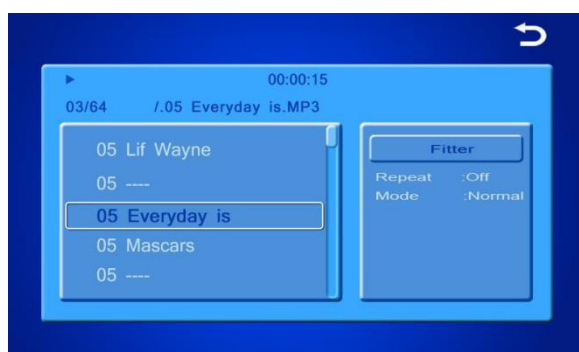 00:00:15
03/64 /.05 Everyday is.MP3
05 Lif Wayne
05 ----
05 Everyday is
05 Mascars
05 ----
Fitter
Repeat :Off
Mode :Normal